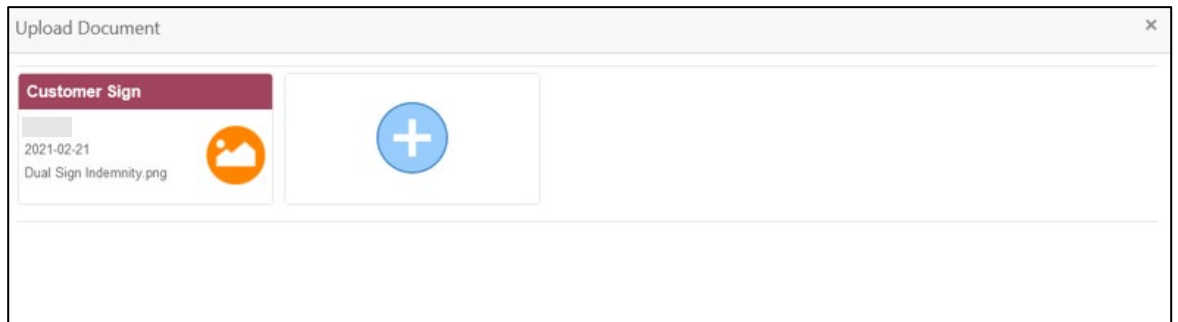 Upload Document
×
Customer Sign
2021-02-21
Dual Sign Indemnity.png